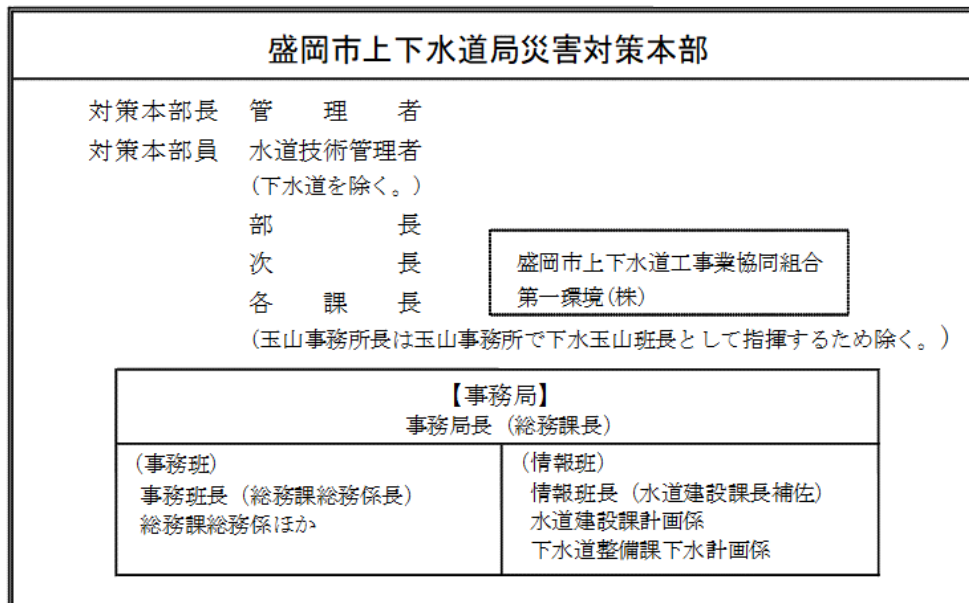 盛岡市上下水道局災害対策本部
対策本部長 管理者
対策本部員 水道技術管理者
(下水道を除く。)
部長
次長
各課長
盛岡市上下水道工事業協同組合
第一環境(株)
(玉山事務所長は玉山事務所で下水玉山班長として指揮するため除く。)
【事務局】
事務局長(総務課長)
(事務班)
事務班長(総務課総務係長)
総務課総務係ほか
(情報班)
情報班長(水道建設課長補佐)
水道建設課計画係
下水道整備課下水計画係